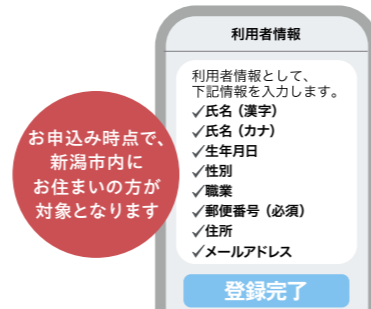 利用者情報
利用者情報として、
下記情報を入力します。
✓氏名（漢字）
✓氏名（カナ）
✓生年月日
✓性別
✓職業
✓郵便番号（必須）
✓住所
✓メールアドレス
登録完了
お申込み時点で、
新潟市内に
お住まいの方が
対象となります